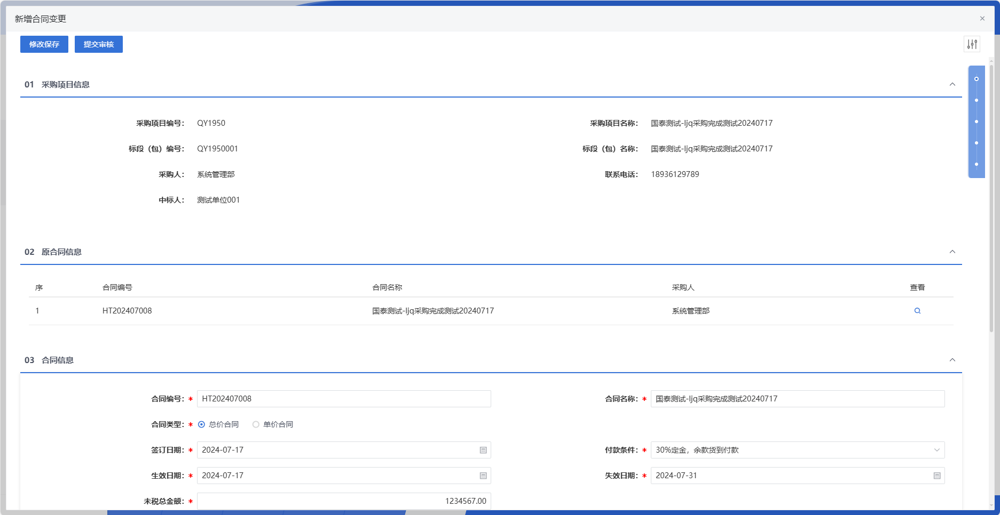 新增合同变更
修改保存 提交审核
01 采购项目信息
采购项目编号: QY1950 采购项目名称: 国泰测试-ljq采购完成测试20240717
标段（包）编号: QY1950001 标段（包）名称: 国泰测试-ljq采购完成测试20240717
采购人: 系统管理部 联系电话: 18936129789
中标人: 测试单位001
02 原合同信息
序 合同编号 合同名称 采购人 查看
1 HT202407008 国泰测试-ljq采购完成测试20240717 系统管理部
03 合同信息
合同编号: * HT202407008 合同名称: * 国泰测试-ljq采购完成测试20240717
合同类型: * 总价合同 单价合同
签订日期: * 2024-07-17 付款条件: * 30%定金，余款货到付款
生效日期: * 2024-07-17 失效日期: * 2024-07-31
未税总金额: * 1234567.00